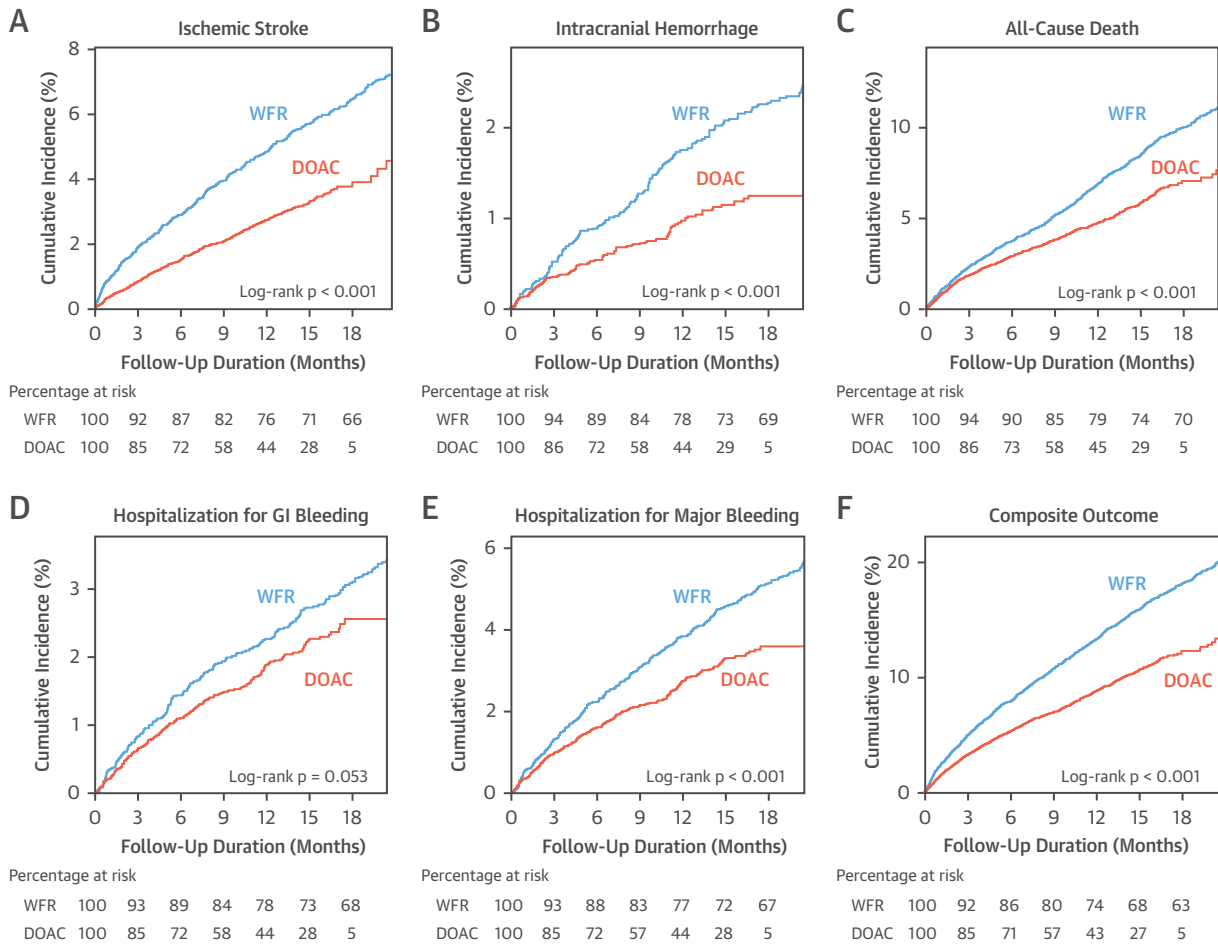 A
Ischemic Stroke
Cumulative Incidence (%)
8
6
4
2
0
WFR
DOAC
Log-rank p < 0.001
0 3 6 9 12 15 18
Follow-Up Duration (Months)
Percentage at risk
WFR 100 92 87 82 76 71 66
DOAC 100 85 72 58 44 28 5
B
Intracranial Hemorrhage
Cumulative Incidence (%)
2
1
0
WFR
DOAC
Log-rank p < 0.001
0 3 6 9 12 15 18
Follow-Up Duration (Months)
Percentage at risk
WFR 100 94 89 84 78 73 69
DOAC 100 86 72 58 44 29 5
C
All-Cause Death
Cumulative Incidence (%)
10
5
0
WFR
DOAC
Log-rank p < 0.001
0 3 6 9 12 15 18
Follow-Up Duration (Months)
Percentage at risk
WFR 100 94 90 85 79 74 70
DOAC 100 86 73 58 45 29 5
D
Hospitalization for GI Bleeding
Cumulative Incidence (%)
3
2
1
0
WFR
DOAC
Log-rank p = 0.053
0 3 6 9 12 15 18
Follow-Up Duration (Months)
Percentage at risk
WFR 100 93 89 84 78 73 68
DOAC 100 85 72 58 44 28 5
E
Hospitalization for Major Bleeding
Cumulative Incidence (%)
6
4
2
0
WFR
DOAC
Log-rank p < 0.001
0 3 6 9 12 15 18
Follow-Up Duration (Months)
Percentage at risk
WFR 100 93 88 83 77 72 67
DOAC 100 85 72 57 44 28 5
F
Composite Outcome
Cumulative Incidence (%)
20
10
0
WFR
DOAC
Log-rank p < 0.001
0 3 6 9 12 15 18
Follow-Up Duration (Months)
Percentage at risk
WFR 100 92 86 80 74 68 63
DOAC 100 85 71 57 43 27 5